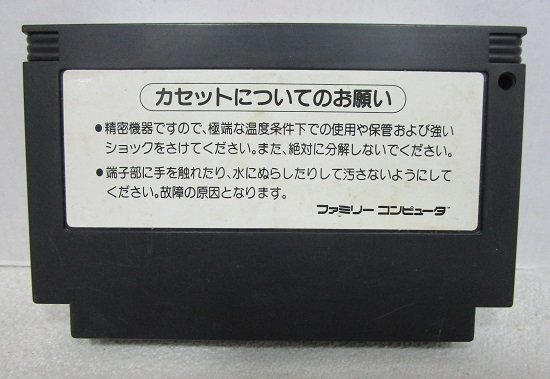 カセットについてのお願い
●精密機器ですので、極端な温度条件下での使用や保管および強い
ショックをさけてください。また、絶対に分解しないでください。
●端子部に手を触れたり、水にぬらしたりして汚さないようにして
ください。故障の原因となります。
ファミリーコンピュータ™